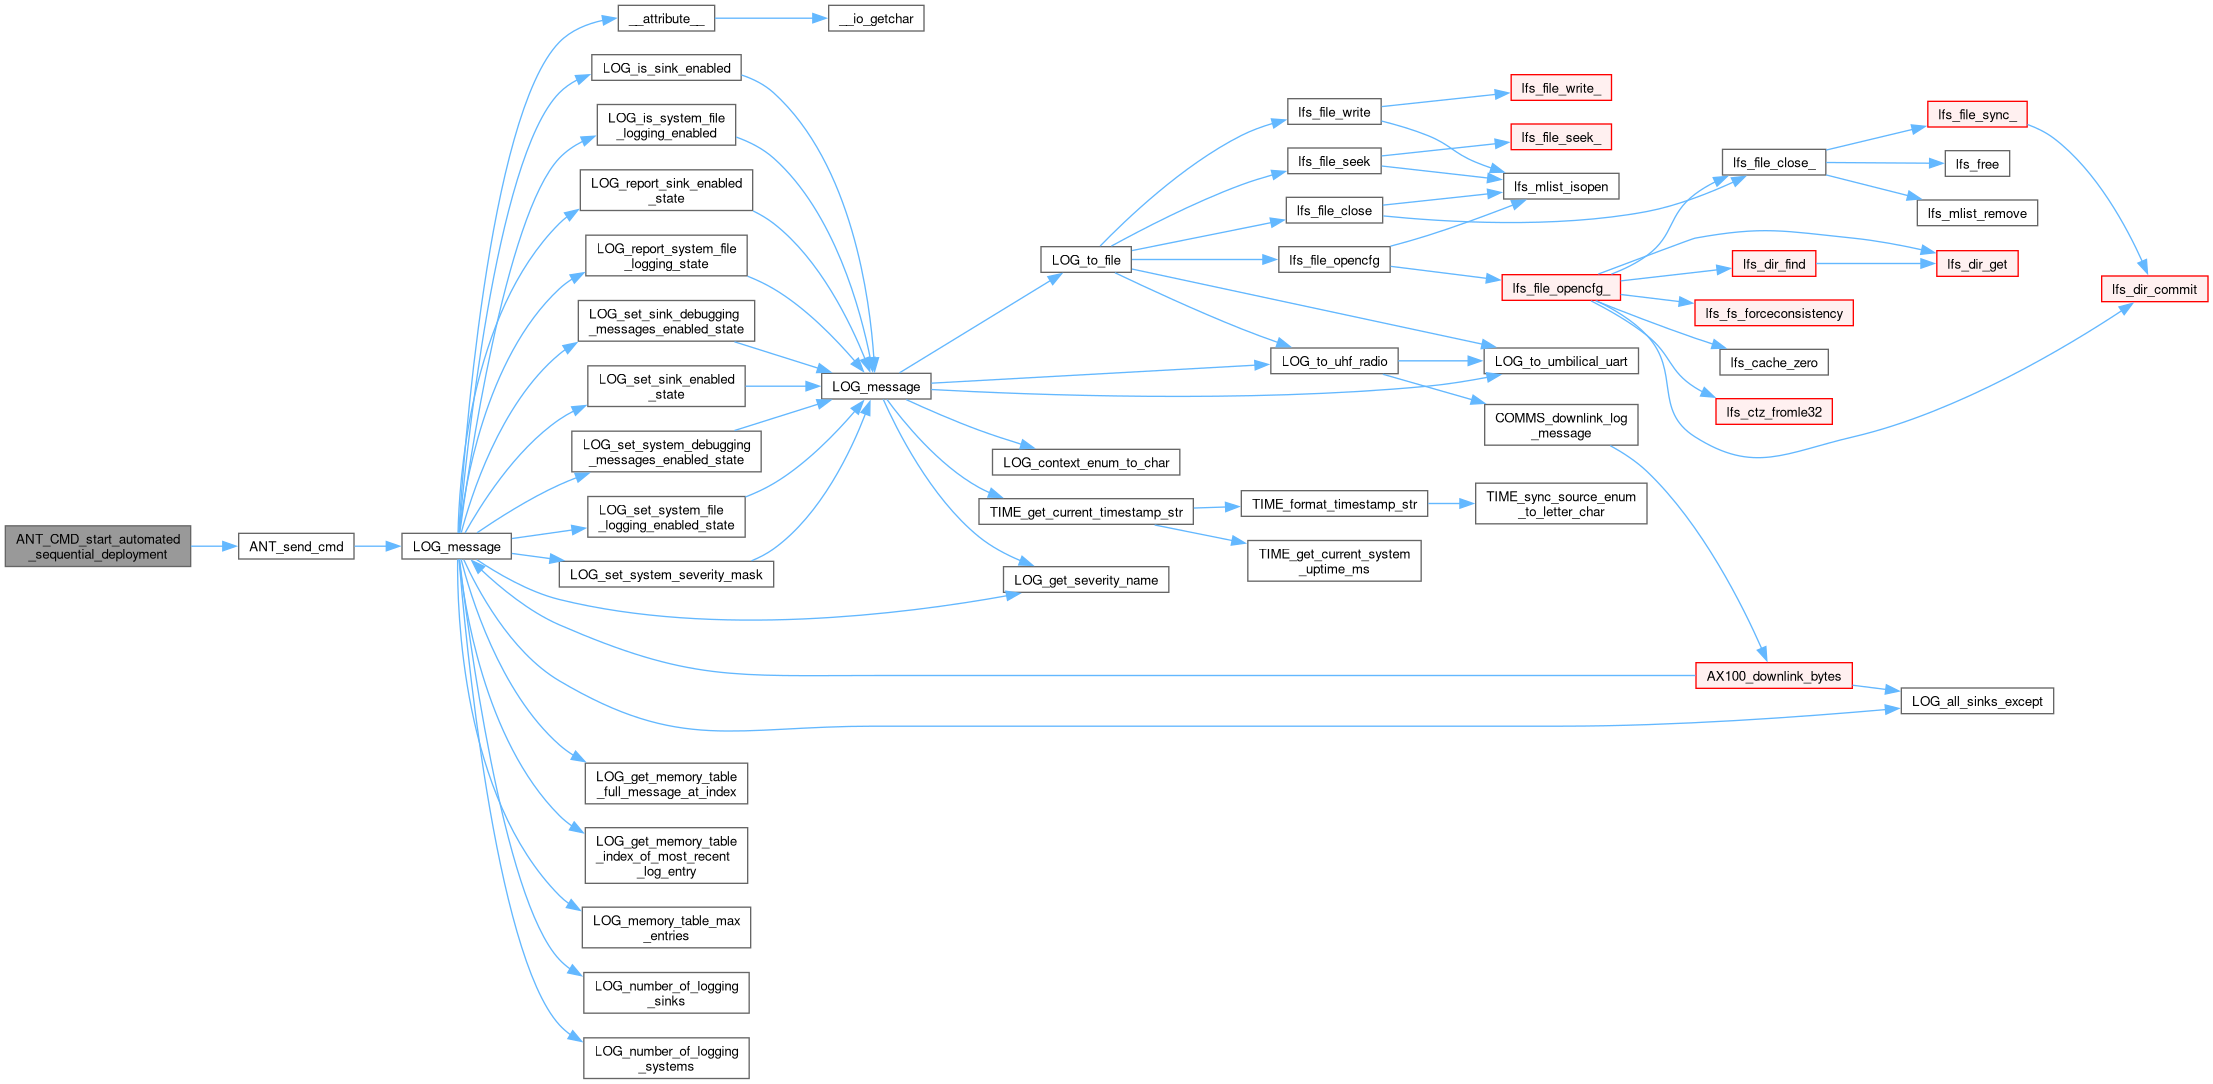 ANT_CMD_start_automated
_sequential_deployment
ANT_send_cmd
LOG_message
__attribute__
__io_getchar
LOG_is_sink_enabled
LOG_is_system_file
_logging_enabled
LOG_report_sink_enabled
_state
LOG_report_system_file
_logging_state
LOG_set_sink_debugging
_messages_enabled_state
LOG_set_sink_enabled
_state
LOG_set_system_debugging
_messages_enabled_state
LOG_set_system_file
_logging_enabled_state
LOG_set_system_severity_mask
LOG_get_memory_table
_full_message_at_index
LOG_get_memory_table
_index_of_most_recent
_log_entry
LOG_memory_table_max
_entries
LOG_number_of_logging
_sinks
LOG_number_of_logging
_systems
LOG_message
LOG_to_file
LOG_context_enum_to_char
TIME_get_current_timestamp_str
LOG_get_severity_name
lfs_file_write
lfs_file_seek
lfs_file_close
lfs_file_opencfg
LOG_to_uhf_radio
TIME_format_timestamp_str
TIME_get_current_system
_uptime_ms
lfs_file_write_
lfs_file_seek_
lfs_mlist_isopen
lfs_file_opencfg_
LOG_to_umbilical_uart
COMMS_downlink_log
_message
TIME_sync_source_enum
_to_letter_char
lfs_file_close_
lfs_dir_find
lfs_fs_forceconsistency
lfs_cache_zero
lfs_ctz_fromle32
AX100_downlink_bytes
lfs_file_sync_
lfs_free
lfs_mlist_remove
lfs_dir_get
LOG_all_sinks_except
lfs_dir_commit